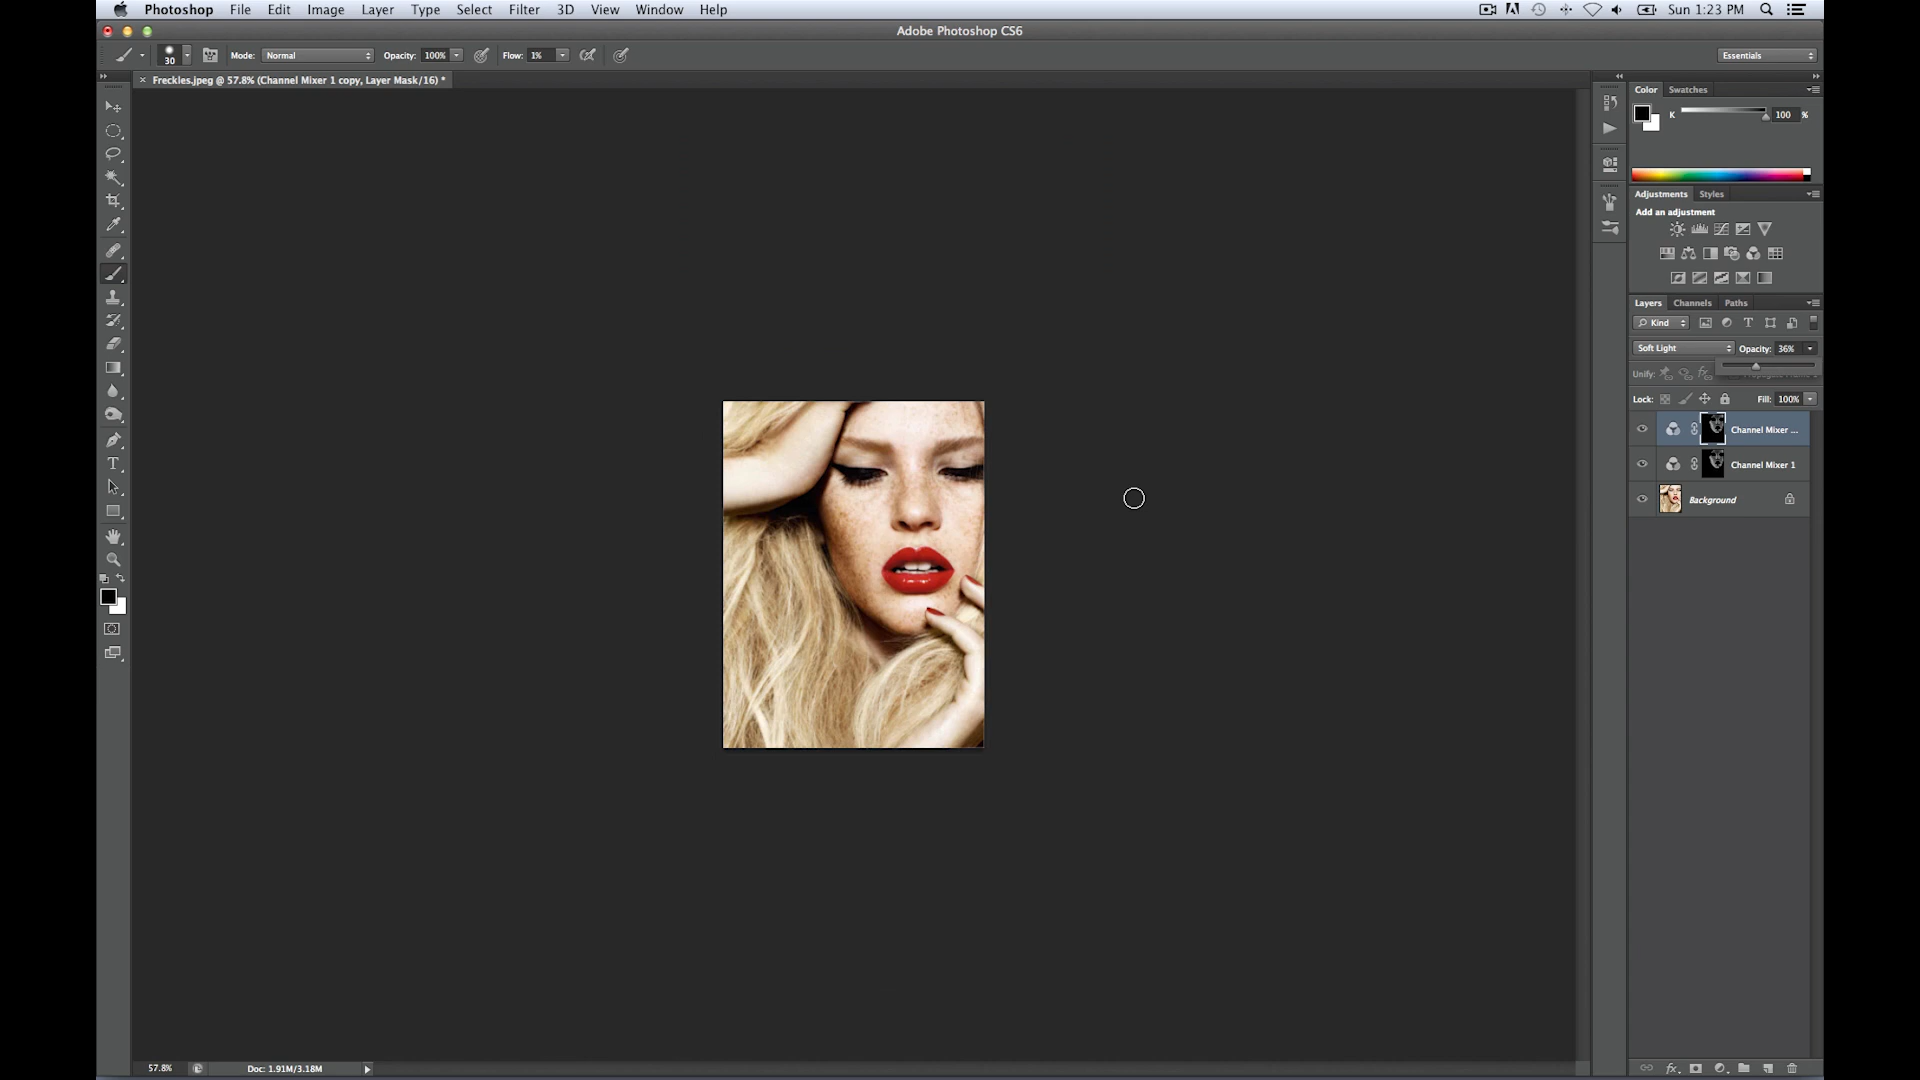 Photoshop File Edit Image Layer Type Select Filter 3D View Window Help Sun 1:23 PM
Adobe Photoshop CS6
30 Mode: Normal Opacity: 100% Flow: 1% Essentials
Freckles.jpeg @ 57.8% (Channel Mixer 1 copy, Layer Mask/16) *
Color Swatches
K 100 %
Adjustments Styles
Add an adjustment
Layers Channels Paths
Kind
Soft Light Opacity: 36%
Unify:
Lock: Fill: 100%
Channel Mixer ...
Channel Mixer 1
Background
57.8% Doc: 1.91M/3.18M